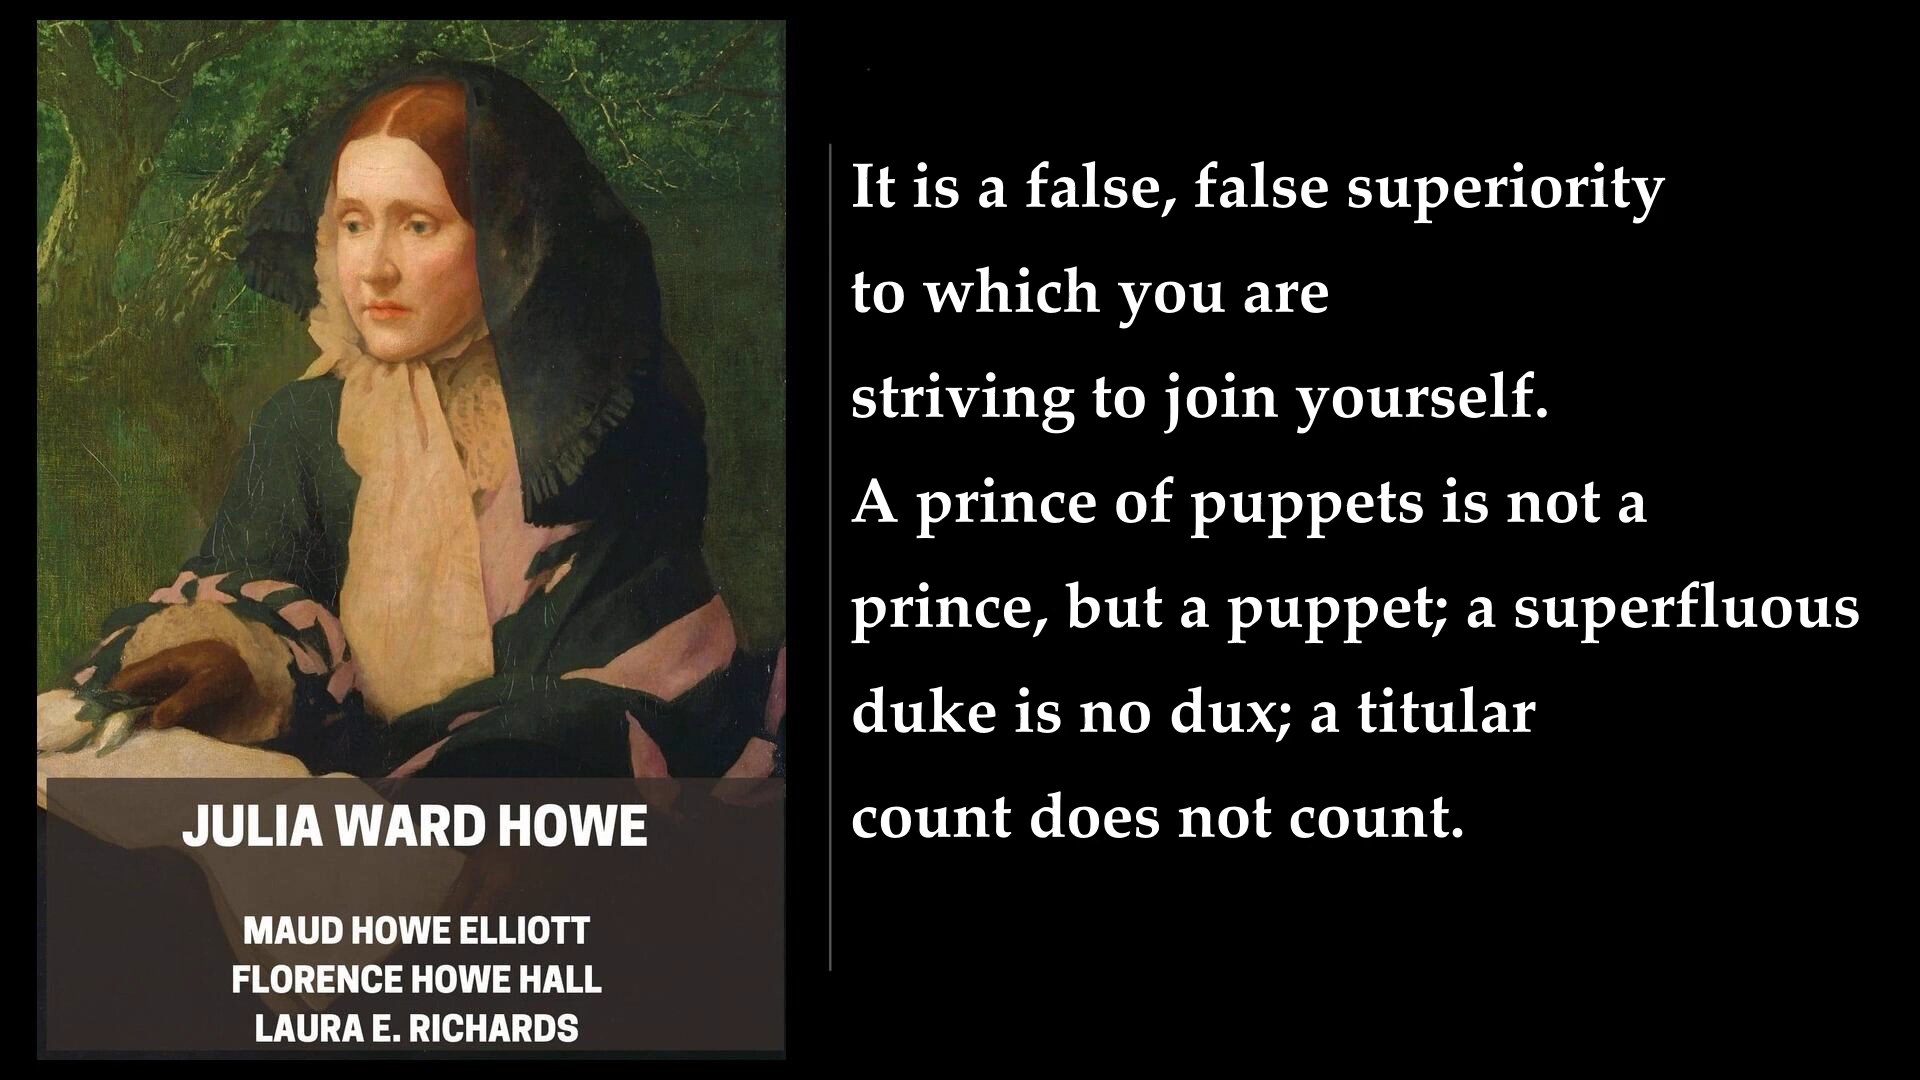 JULIA WARD HOWE
MAUD HOWE ELLIOTT
FLORENCE HOWE HALL
LAURA E. RICHARDS
It is a false, false superiority
to which you are
striving to join yourself.
A prince of puppets is not a
prince, but a puppet; a superfluous
duke is no dux; a titular
count does not count.